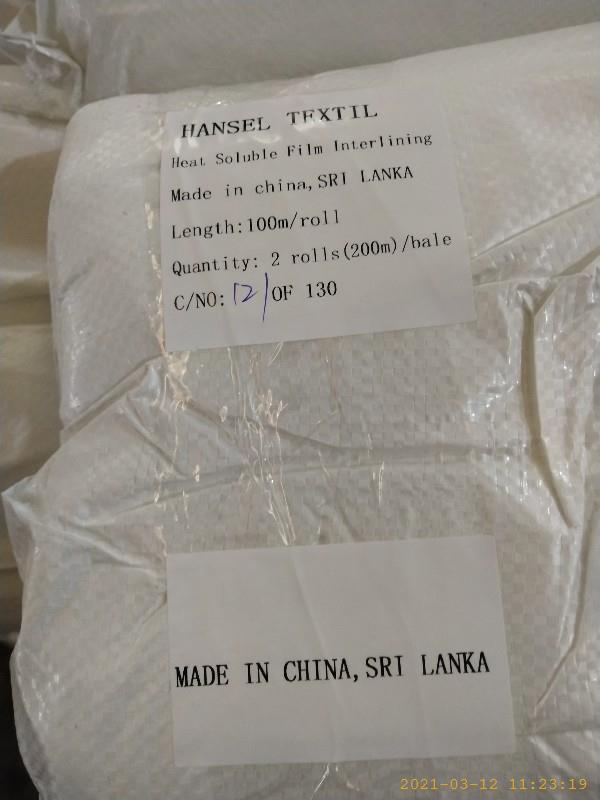 HANSEL TEXTIL
Heat Soluble Film Interlining
Made in china, SRI LANKA
Length:100m/roll
Quantity: 2 rolls(200m)/bale
C/NO: 12/OF 130
MADE IN CHINA, SRI LANKA
2021-03-12 11:23:19